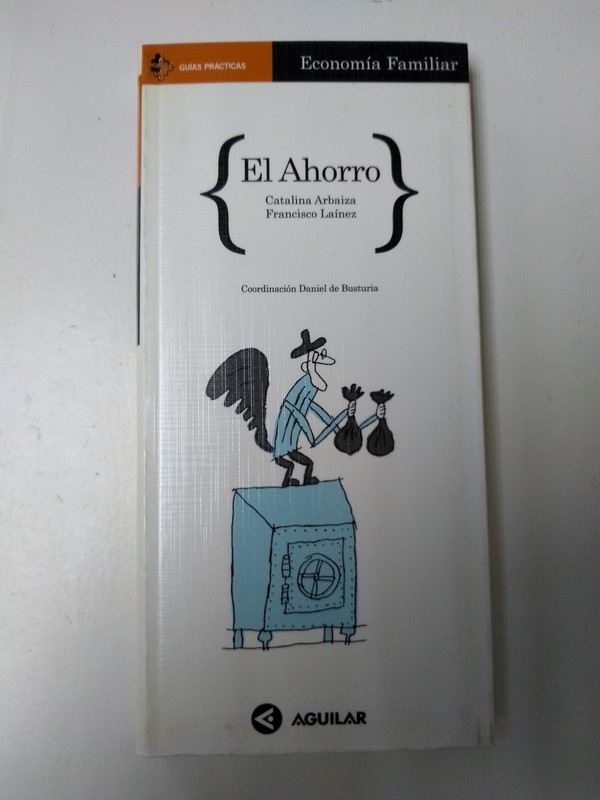 GUÍAS PRÁCTICAS
Economía Familiar
El Ahorro
Catalina Arbaiza
Francisco Laínez
Coordinación Daniel de Busturia
AGUILAR